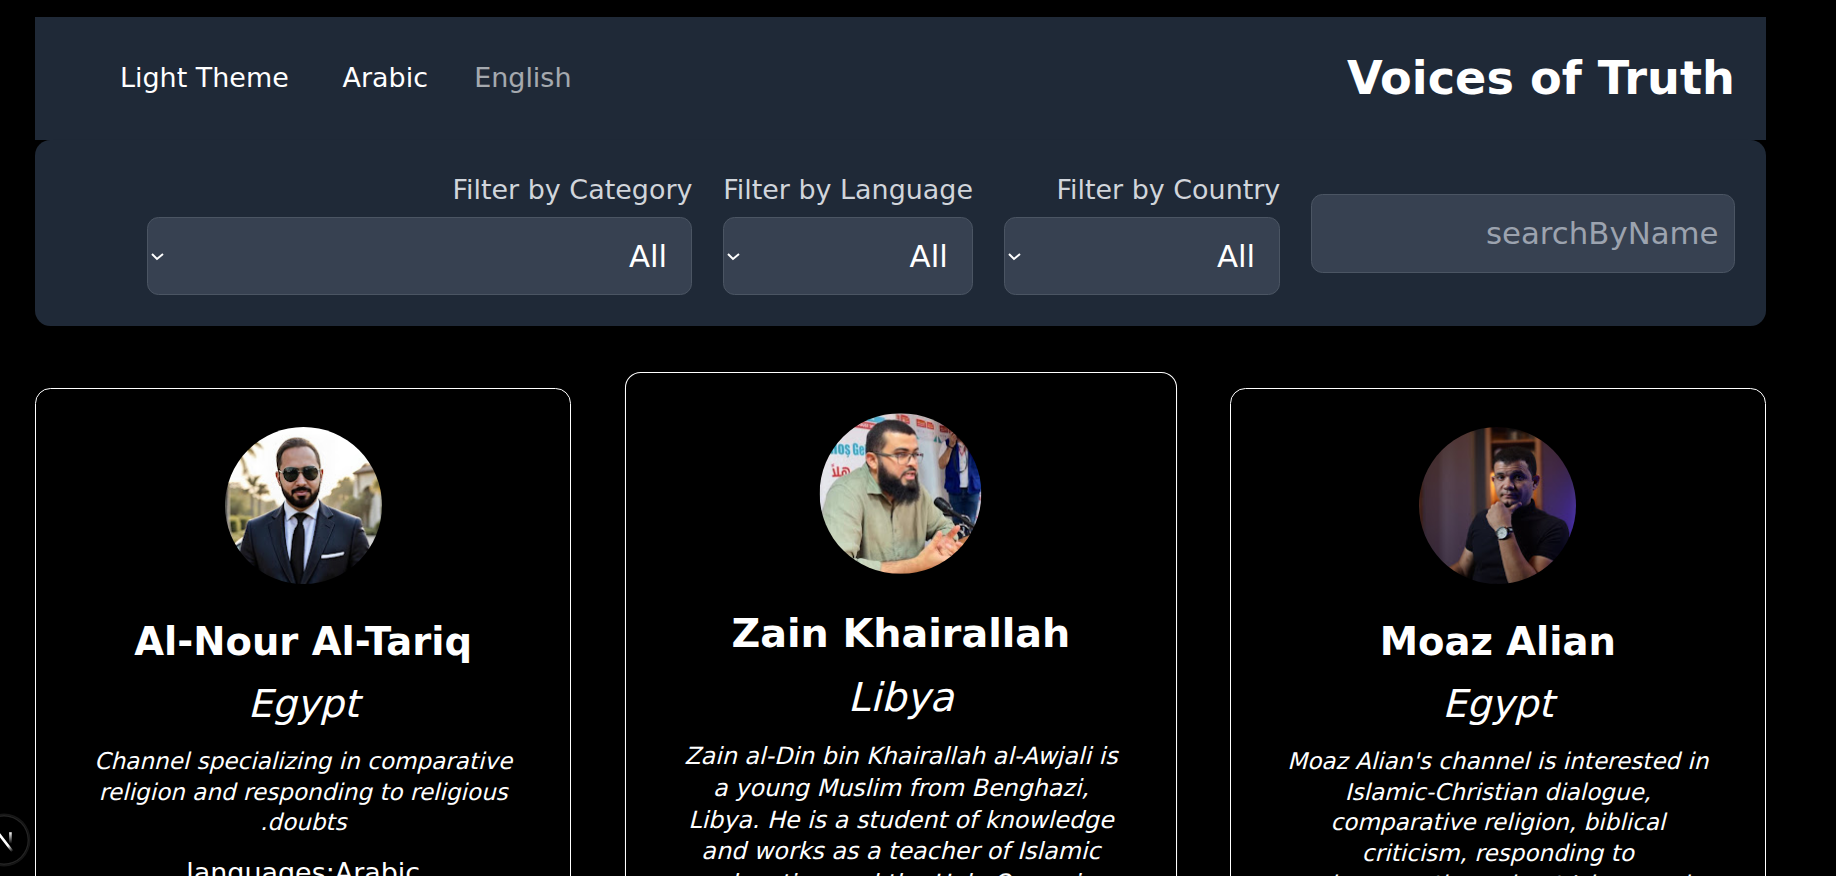 Light Theme Arabic English Voices of Truth
Filter by Category Filter by Language Filter by Country
All All All searchByName
Al-Nour Al-Tariq
Egypt
Channel specializing in comparative
religion and responding to religious
.doubts
languages:Arabic
Zain Khairallah
Libya
Zain al-Din bin Khairallah al-Awjali is
a young Muslim from Benghazi,
Libya. He is a student of knowledge
and works as a teacher of Islamic
Moaz Alian
Egypt
Moaz Alian's channel is interested in
Islamic-Christian dialogue,
comparative religion, biblical
criticism, responding to